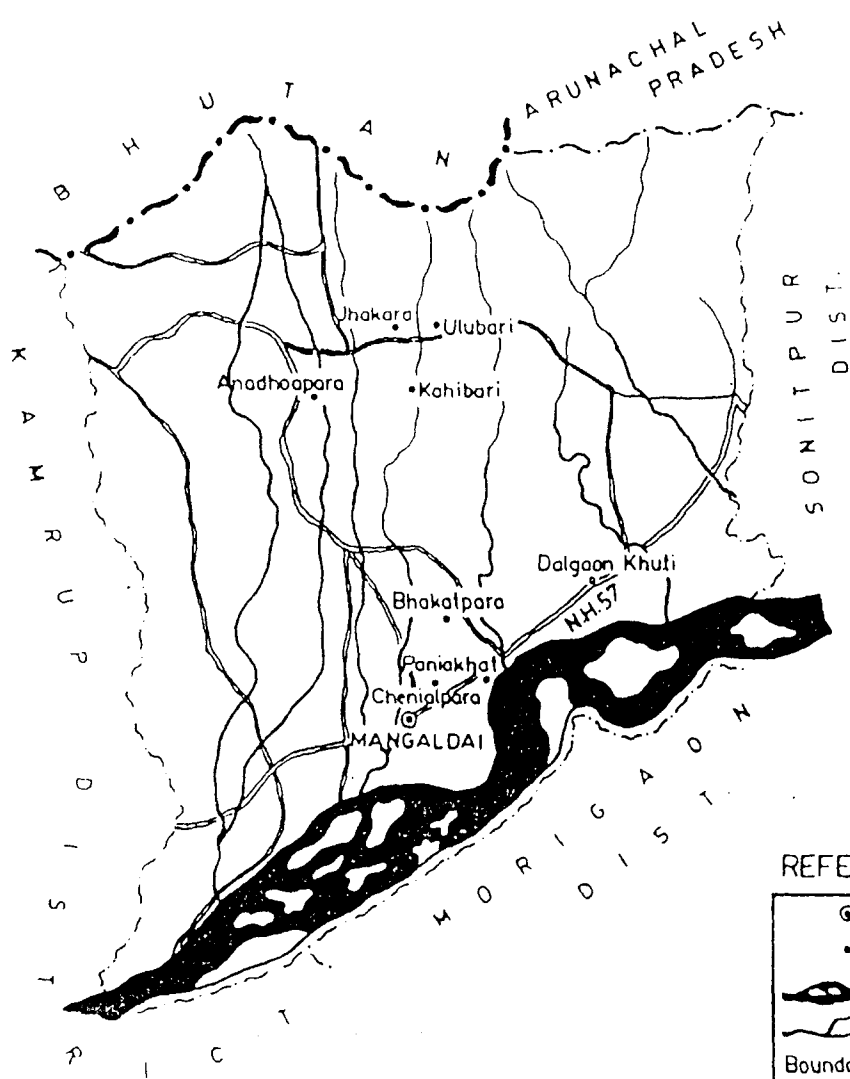 ARUNACHAL
PRADESH
BHUTAN
SONITPUR
DIST.
KAMRUP DISTRICT
Jhakara
Ulubari
Anadhoapara
Kahibari
Dalgaon Khuti
N.H.57
Bhakatpara
Paniakhat
Chenialpara
MANGALDAI
MORIGAON
DIST.
REFE
Bounda